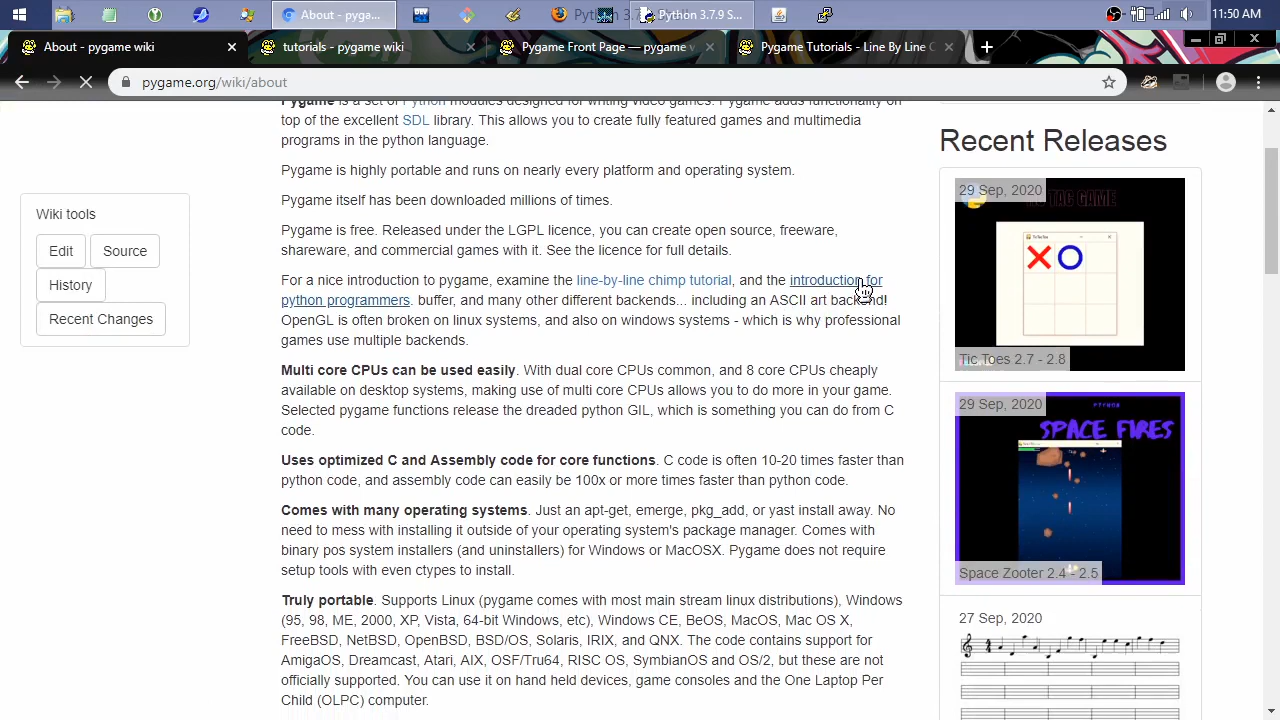 About - pyga...
Python 3.7.9 S...
11:50 AM
About - pygame wiki
tutorials - pygame wiki
Pygame Front Page — pygame v
Pygame Tutorials - Line By Line C
pygame.org/wiki/about
Pygame is a set of Python modules designed for writing video games. Pygame adds functionality on
top of the excellent SDL library. This allows you to create fully featured games and multimedia
programs in the python language.
Pygame is highly portable and runs on nearly every platform and operating system.
Pygame itself has been downloaded millions of times.
Pygame is free. Released under the LGPL licence, you can create open source, freeware,
shareware, and commercial games with it. See the licence for full details.
For a nice introduction to pygame, examine the line-by-line chimp tutorial, and the introduction for
python programmers. buffer, and many other different backends... including an ASCII art backend!
OpenGL is often broken on linux systems, and also on windows systems - which is why professional
games use multiple backends.
Multi core CPUs can be used easily. With dual core CPUs common, and 8 core CPUs cheaply
available on desktop systems, making use of multi core CPUs allows you to do more in your game.
Selected pygame functions release the dreaded python GIL, which is something you can do from C
code.
Uses optimized C and Assembly code for core functions. C code is often 10-20 times faster than
python code, and assembly code can easily be 100x or more times faster than python code.
Comes with many operating systems. Just an apt-get, emerge, pkg_add, or yast install away. No
need to mess with installing it outside of your operating system's package manager. Comes with
binary pos system installers (and uninstallers) for Windows or MacOSX. Pygame does not require
setup tools with even ctypes to install.
Truly portable. Supports Linux (pygame comes with most main stream linux distributions), Windows
(95, 98, ME, 2000, XP, Vista, 64-bit Windows, etc), Windows CE, BeOS, MacOS, Mac OS X,
FreeBSD, NetBSD, OpenBSD, BSD/OS, Solaris, IRIX, and QNX. The code contains support for
AmigaOS, Dreamcast, Atari, AIX, OSF/Tru64, RISC OS, SymbianOS and OS/2, but these are not
officially supported. You can use it on hand held devices, game consoles and the One Laptop Per
Child (OLPC) computer.
Wiki tools
Edit
Source
History
Recent Changes
Recent Releases
29 Sep, 2020
TIC TAC GAME
Tic Toes 2.7 - 2.8
29 Sep, 2020
PYTHON
SPACE FIRES
Space Zooter 2.4 - 2.5
27 Sep, 2020